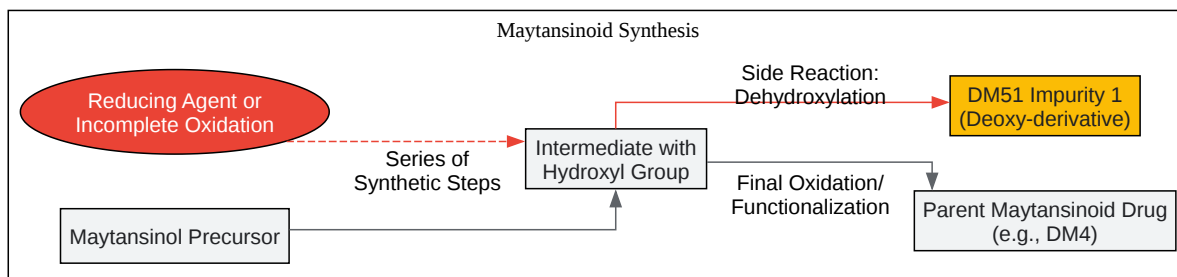 Maytansinoid Synthesis
Reducing Agent or
Incomplete Oxidation
Series of
Synthetic Steps
Maytansinol Precursor
Intermediate with
Hydroxyl Group
Side Reaction:
Dehydroxylation
DM51 Impurity 1
(Deoxy-derivative)
Final Oxidation/
Functionalization
Parent Maytansinoid Drug
(e.g., DM4)